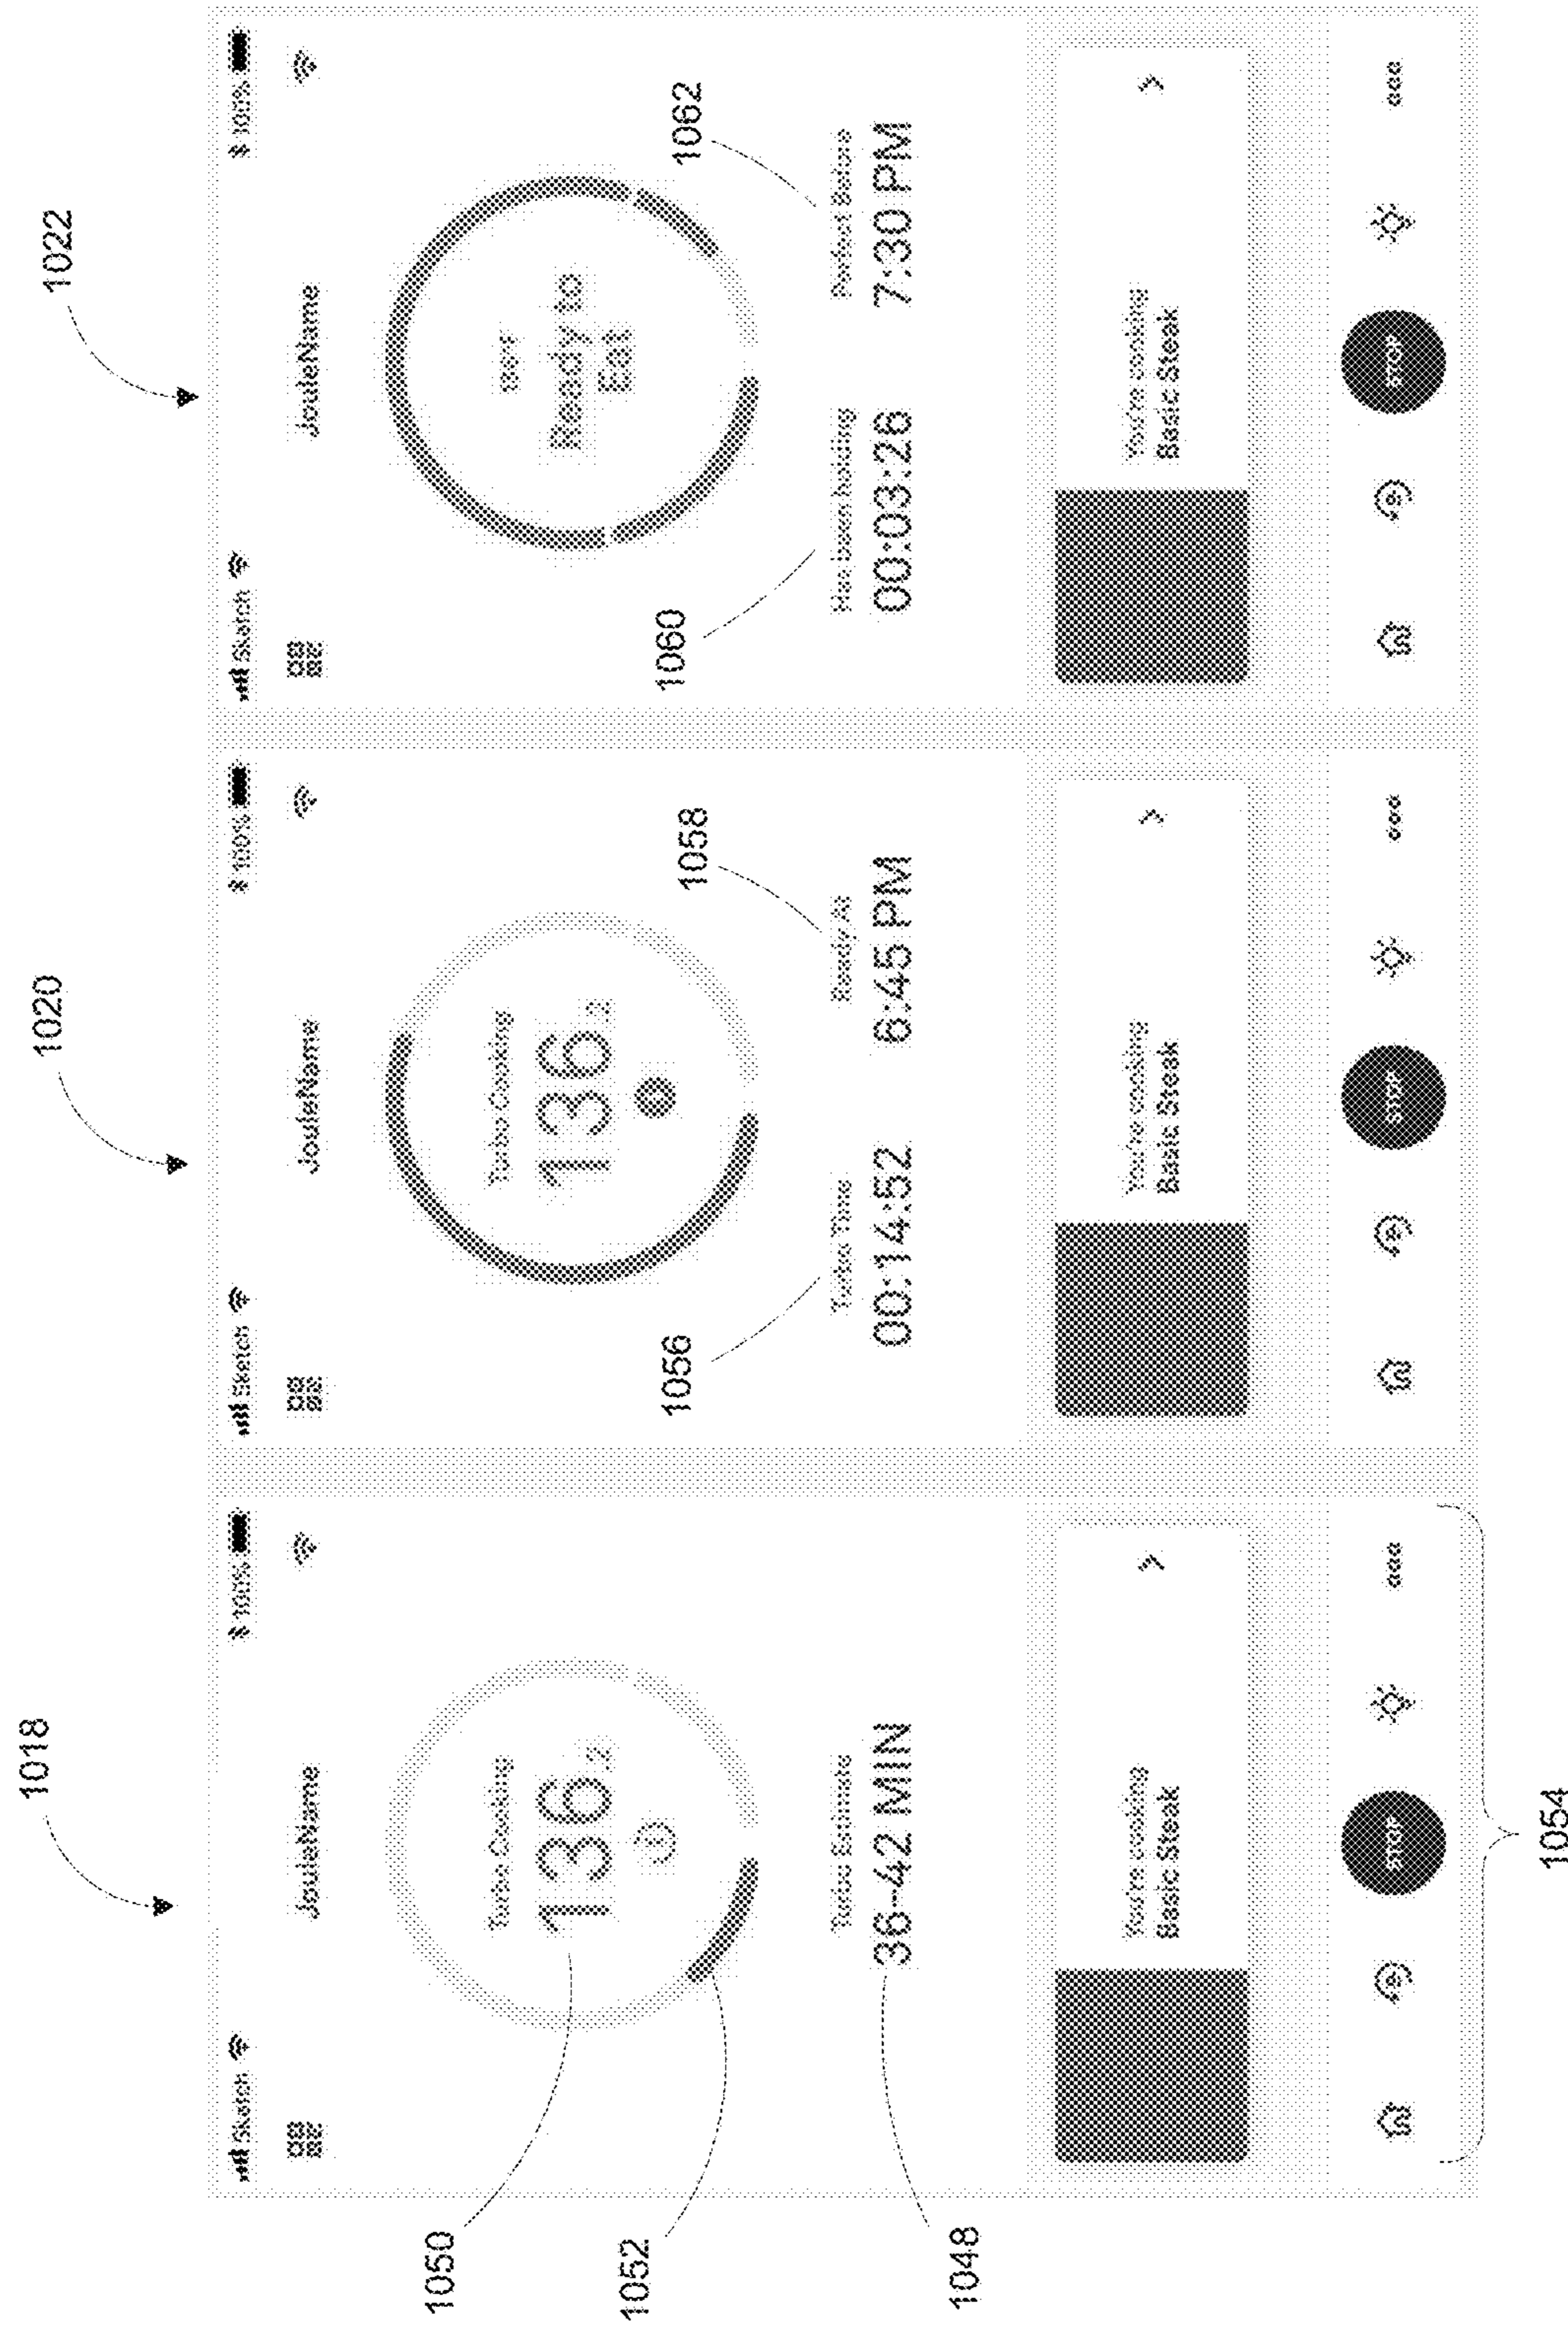 1018
1020
1022
Sketch
100%
JouleName
Turbo Cooking
136.2
Turbo Estimate
36-42 MIN
You're cooking
Basic Steak
STOP
1050
1052
1048
1054
Sketch
100%
JouleName
Turbo Cooking
136.2
Turbo Time
00:14:52
Ready At
6:45 PM
You're cooking
Basic Steak
STOP
1056
1058
Sketch
100%
JouleName
Ready to
Eat
Has been holding
00:03:26
Perfect Before
7:30 PM
You're cooking
Basic Steak
STOP
1060
1062